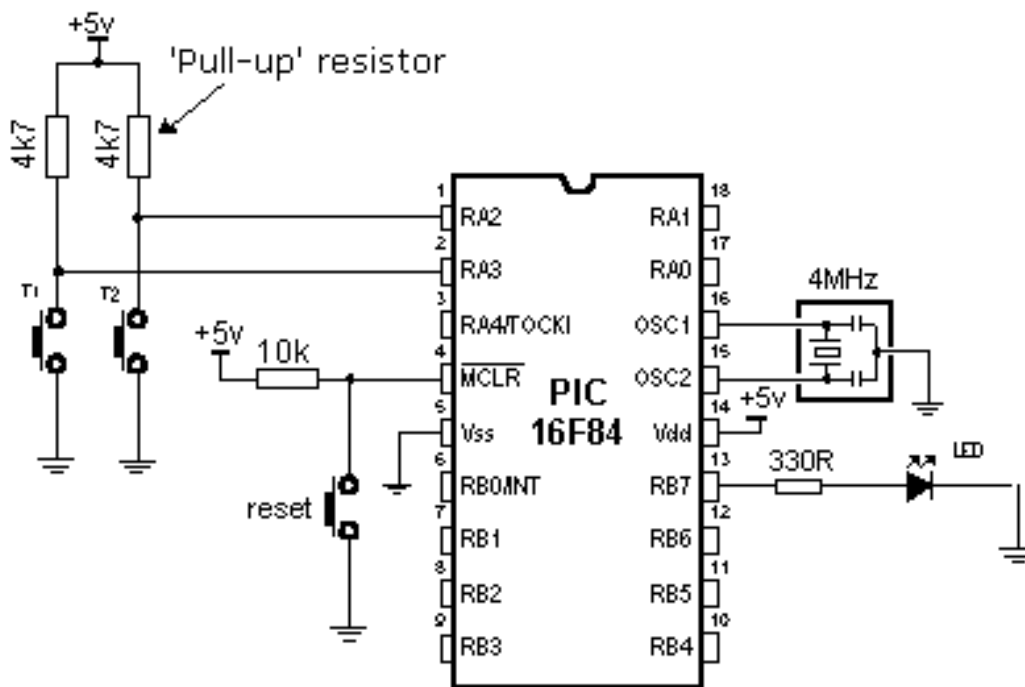 +5v
'Pull-up' resistor
4k7
4k7
T1
T2
+5v
10k
reset
PIC
16F84
1
RA2
2
RA3
3
RA4/TOCKI
4
MCLR
5
Vss
6
RB0/INT
7
RB1
8
RB2
9
RB3
18
RA1
17
RA0
16
OSC1
15
OSC2
14
Vdd
13
RB7
12
RB6
11
RB5
10
RB4
4MHz
+5v
330R
LED